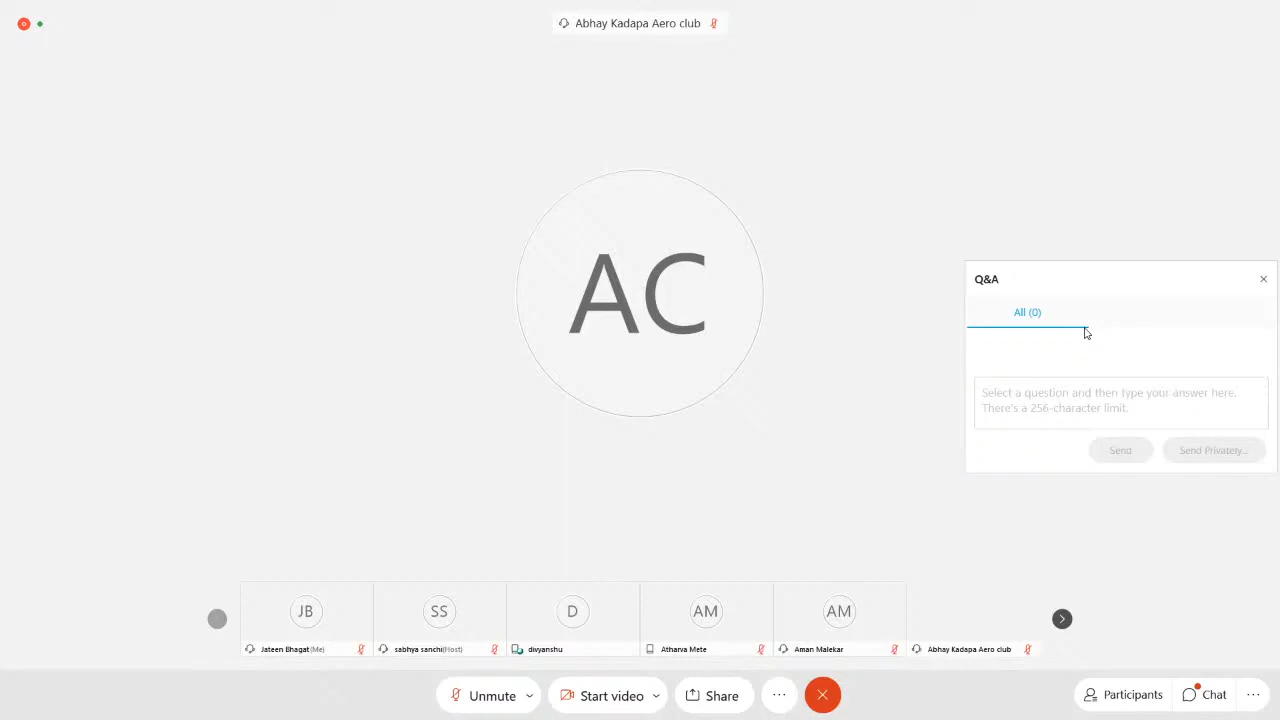 Abhay Kadapa Aero club
AC
Q&A
All (0)
Select a question and then type your answer here.
There's a 256-character limit.
Send
Send Privately...
JB
SS
D
AM
AM
Jateen Bhagat(Me)
sabhya sanchi(Host)
divyanshu
Atharva Mete
Aman Malekar
Abhay Kadapa Aero club
Unmute
Start video
Share
Participants
Chat